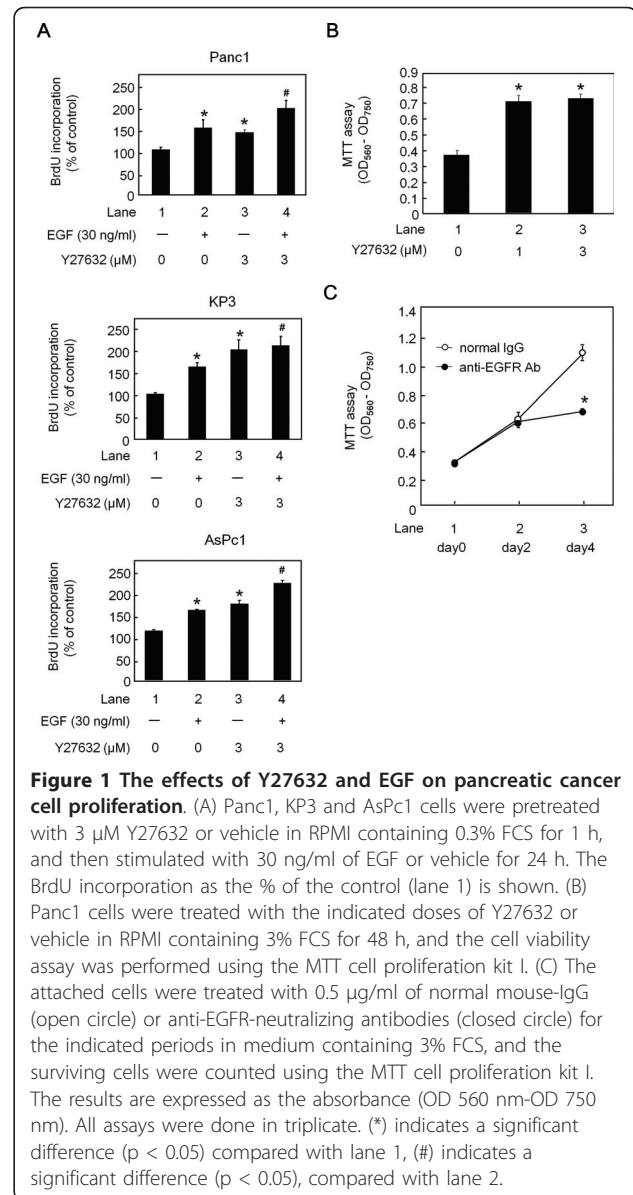 A
Panc1
BrdU incorporation
(% of control)
250
200
150
100
50
0
*
*
#
Lane 1 2 3 4
EGF (30 ng/ml) — + — +
Y27632 (µM) 0 0 3 3
KP3
BrdU incorporation
(% of control)
250
200
150
100
50
0
*
*
#
Lane 1 2 3 4
EGF (30 ng/ml) — + — +
Y27632 (µM) 0 0 3 3
AsPc1
BrdU incorporation
(% of control)
250
200
150
100
50
0
*
*
#
Lane 1 2 3 4
EGF (30 ng/ml) — + — +
Y27632 (µM) 0 0 3 3
B
MTT assay
(OD560- OD750)
0.9
0.8
0.7
0.6
0.5
0.4
0.3
0.2
0.1
0
*
*
Lane 1 2 3
Y27632 (µM) 0 1 3
C
MTT assay
(OD560- OD750)
1.2
1.0
0.8
0.6
0.4
0.2
0
normal IgG
anti-EGFR Ab
*
Lane 1 2 3
day0 day2 day4
Figure 1 The effects of Y27632 and EGF on pancreatic cancer
cell proliferation. (A) Panc1, KP3 and AsPc1 cells were pretreated
with 3 µM Y27632 or vehicle in RPMI containing 0.3% FCS for 1 h,
and then stimulated with 30 ng/ml of EGF or vehicle for 24 h. The
BrdU incorporation as the % of the control (lane 1) is shown. (B)
Panc1 cells were treated with the indicated doses of Y27632 or
vehicle in RPMI containing 3% FCS for 48 h, and the cell viability
assay was performed using the MTT cell proliferation kit I. (C) The
attached cells were treated with 0.5 µg/ml of normal mouse-IgG
(open circle) or anti-EGFR-neutralizing antibodies (closed circle) for
the indicated periods in medium containing 3% FCS, and the
surviving cells were counted using the MTT cell proliferation kit I.
The results are expressed as the absorbance (OD 560 nm-OD 750
nm). All assays were done in triplicate. (*) indicates a significant
difference (p < 0.05) compared with lane 1, (#) indicates a
significant difference (p < 0.05), compared with lane 2.